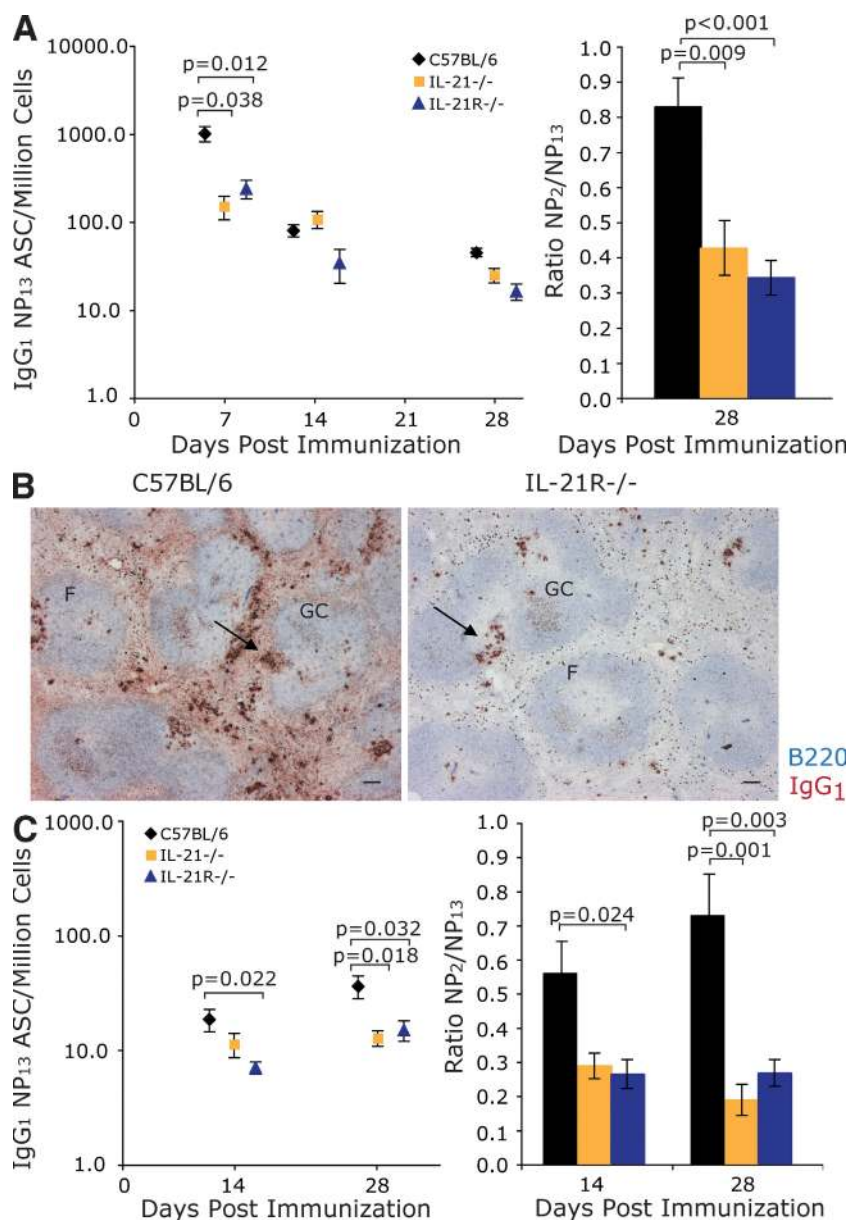 A
10000.0
1000.0
100.0
10.0
1.0
IgG1 NP13 ASC/Million Cells
p=0.012
p=0.038
C57BL/6
IL-21-/-
IL-21R-/-
0 7 14 21 28
Days Post Immunization
p<0.001
p=0.009
1.0
0.9
0.8
0.7
0.6
0.5
0.4
0.3
0.2
0.1
0.0
Ratio NP2/NP13
28
Days Post Immunization
B
C57BL/6
IL-21R-/-
F
GC
GC
F
B220
IgG1
C
1000.0
100.0
10.0
1.0
IgG1 NP13 ASC/Million Cells
C57BL/6
IL-21-/-
IL-21R-/-
p=0.022
p=0.032
p=0.018
0 14 28
Days Post Immunization
1.0
0.9
0.8
0.7
0.6
0.5
0.4
0.3
0.2
0.1
0.0
Ratio NP2/NP13
p=0.024
p=0.003
p=0.001
14 28
Days Post Immunization